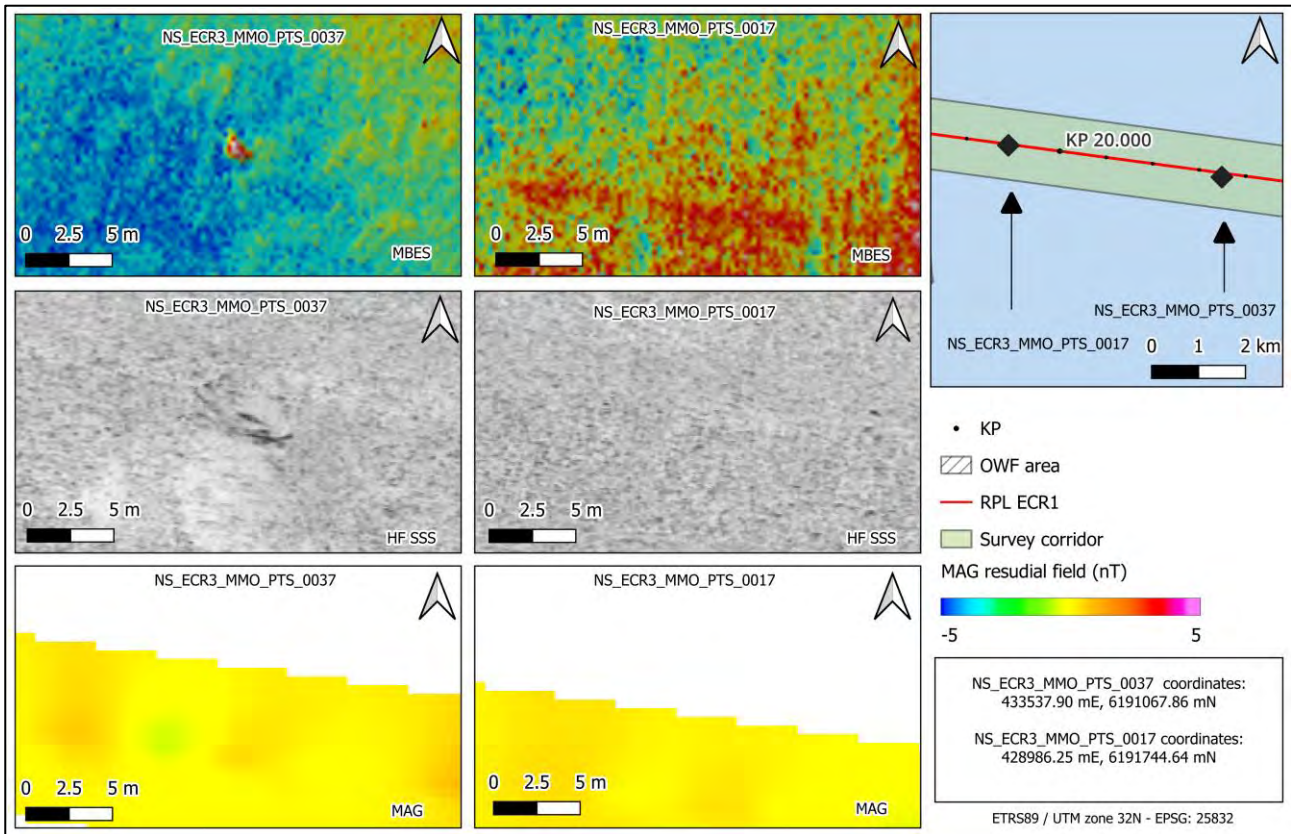 NS_ECR3_MMO_PTS_0037
0 2.5 5 m
MBES
NS_ECR3_MMO_PTS_0017
0 2.5 5 m
MBES
KP 20.000
NS_ECR3_MMO_PTS_0037
NS_ECR3_MMO_PTS_0017
0 1 2 km
NS_ECR3_MMO_PTS_0037
0 2.5 5 m
HF SSS
NS_ECR3_MMO_PTS_0017
0 2.5 5 m
HF SSS
KP
OWF area
RPL ECR1
Survey corridor
MAG resudial field (nT)
-5 5
NS_ECR3_MMO_PTS_0037
0 2.5 5 m
MAG
NS_ECR3_MMO_PTS_0017
0 2.5 5 m
MAG
NS_ECR3_MMO_PTS_0037 coordinates:
433537.90 mE, 6191067.86 mN
NS_ECR3_MMO_PTS_0017 coordinates:
428986.25 mE, 6191744.64 mN
ETRS89 / UTM zone 32N - EPSG: 25832